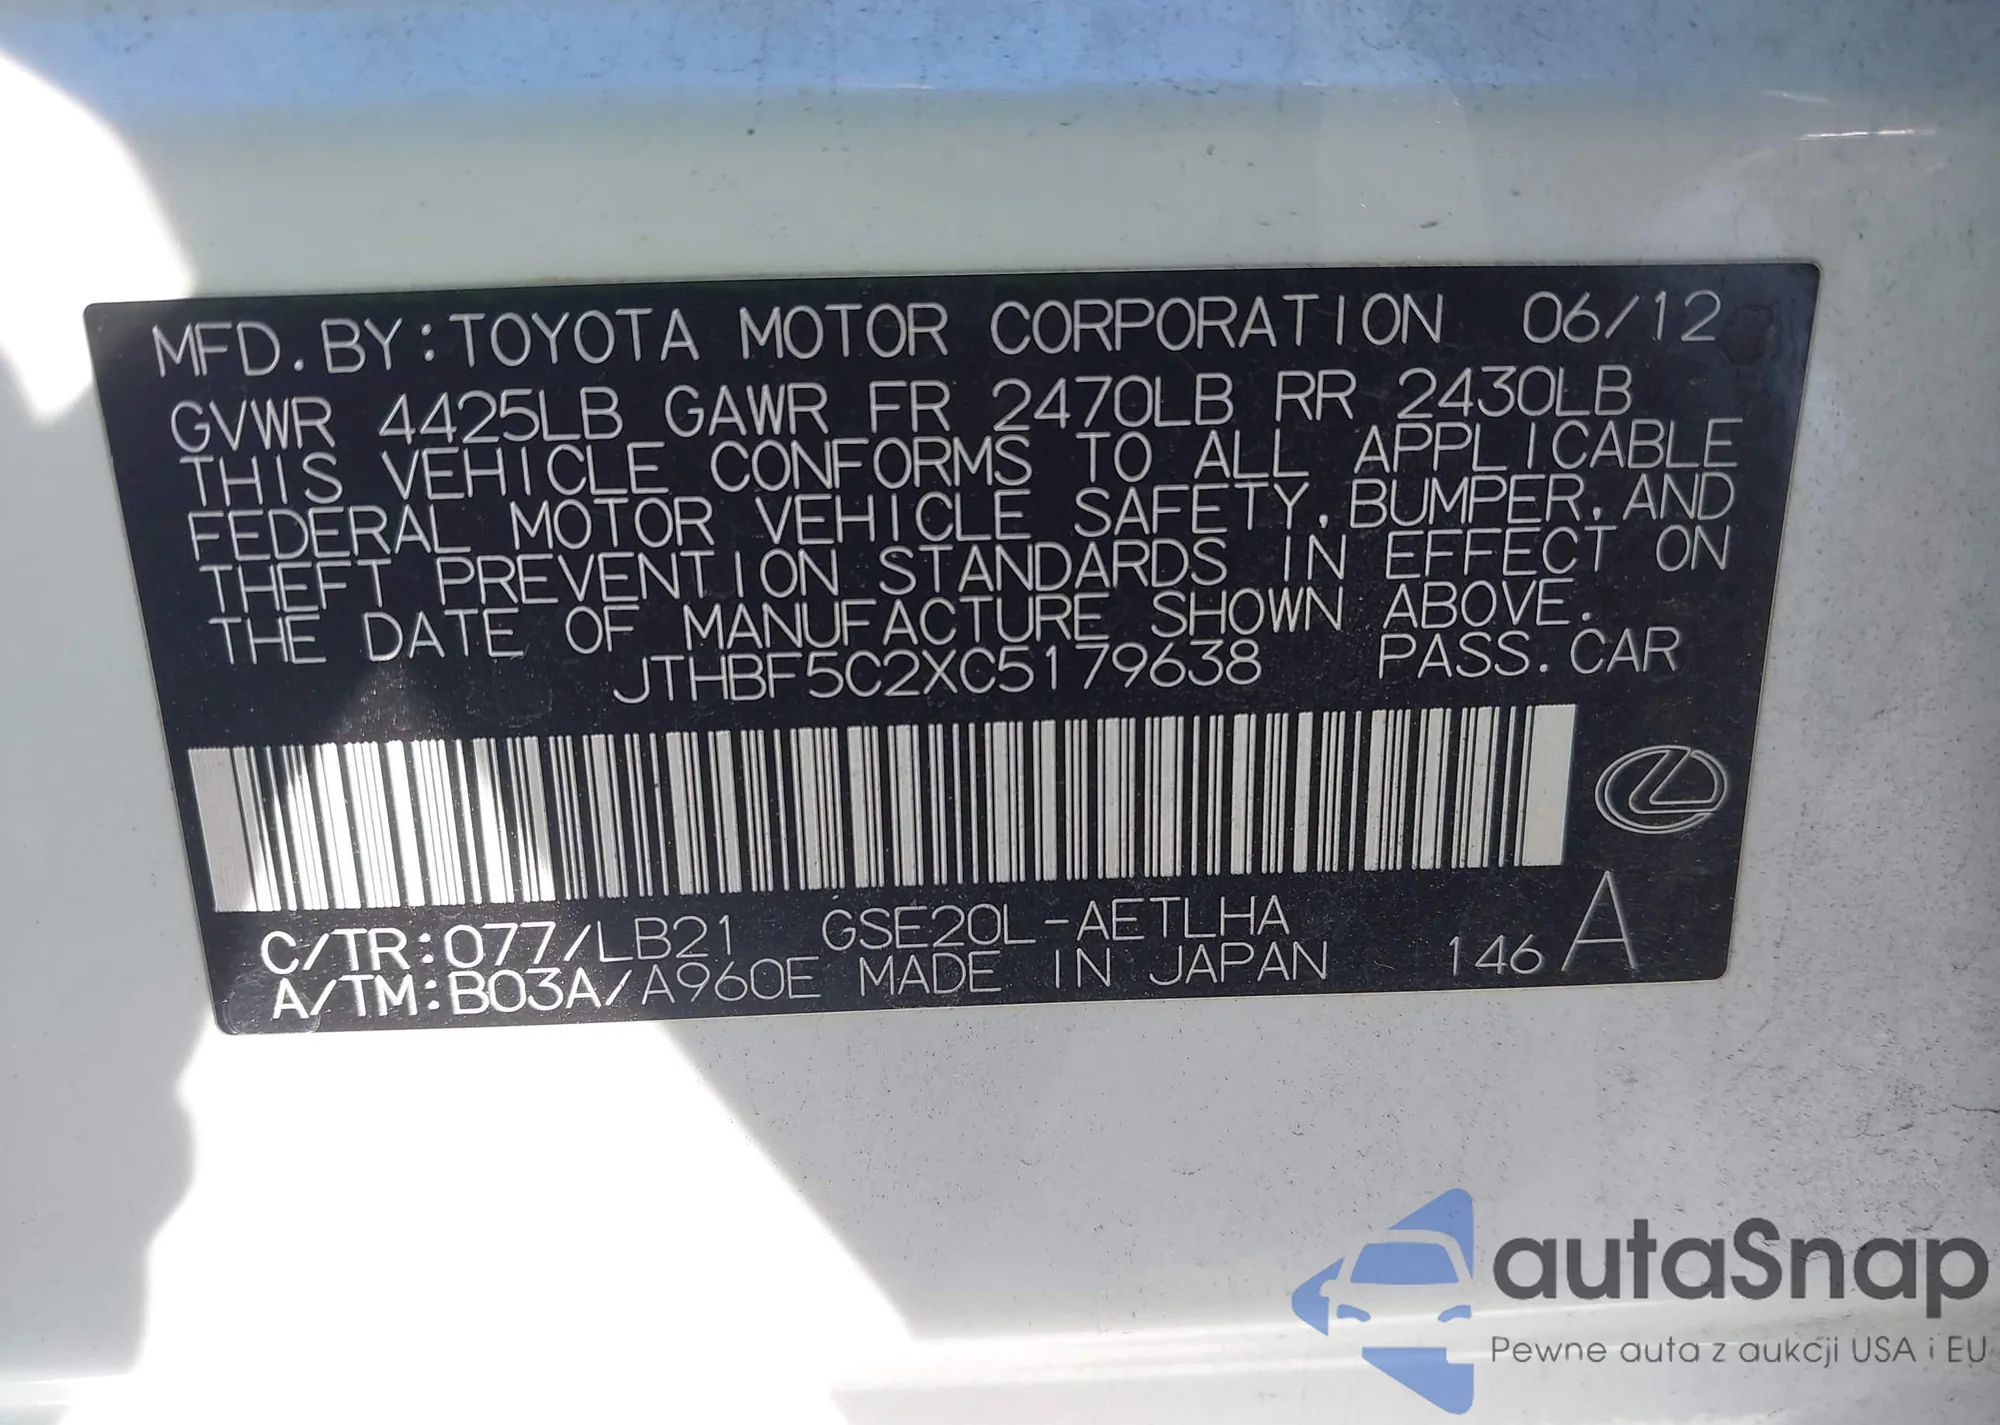 MFD. BY: TOYOTA MOTOR CORPORATION 06/12
GVWR 4425LB GAWR FR 2470LB RR 2430LB
THIS VEHICLE CONFORMS TO ALL APPLICABLE
FEDERAL MOTOR VEHICLE SAFETY, BUMPER, AND
THEFT PREVENTION STANDARDS IN EFFECT ON
THE DATE OF MANUFACTURE SHOWN ABOVE.
JTHBF5C2XC5179638 PASS. CAR
C/TR: 077/LB21 GSE20L-AETLHA
A/TM: B03A/A960E MADE IN JAPAN 146 A
autaSnap
Pewne auta z aukcji USA i EU